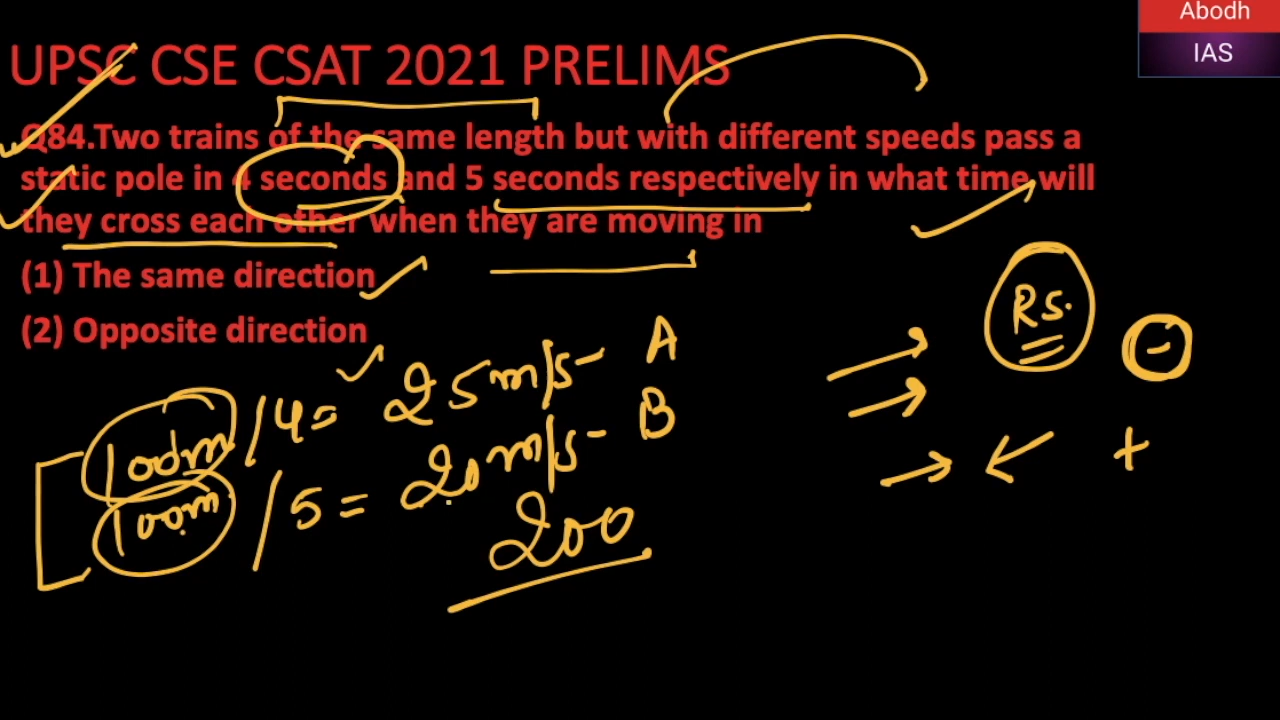 Abodh
IAS
UPSC CSE CSAT 2021 PRELIMS
Q84.Two trains of the same length but with different speeds pass a
static pole in 4 seconds and 5 seconds respectively in what time will
they cross each other when they are moving in
(1) The same direction
(2) Opposite direction
RS.
-
100m/4= 25m/s- A
100m/5= 20m/s- B
+
200